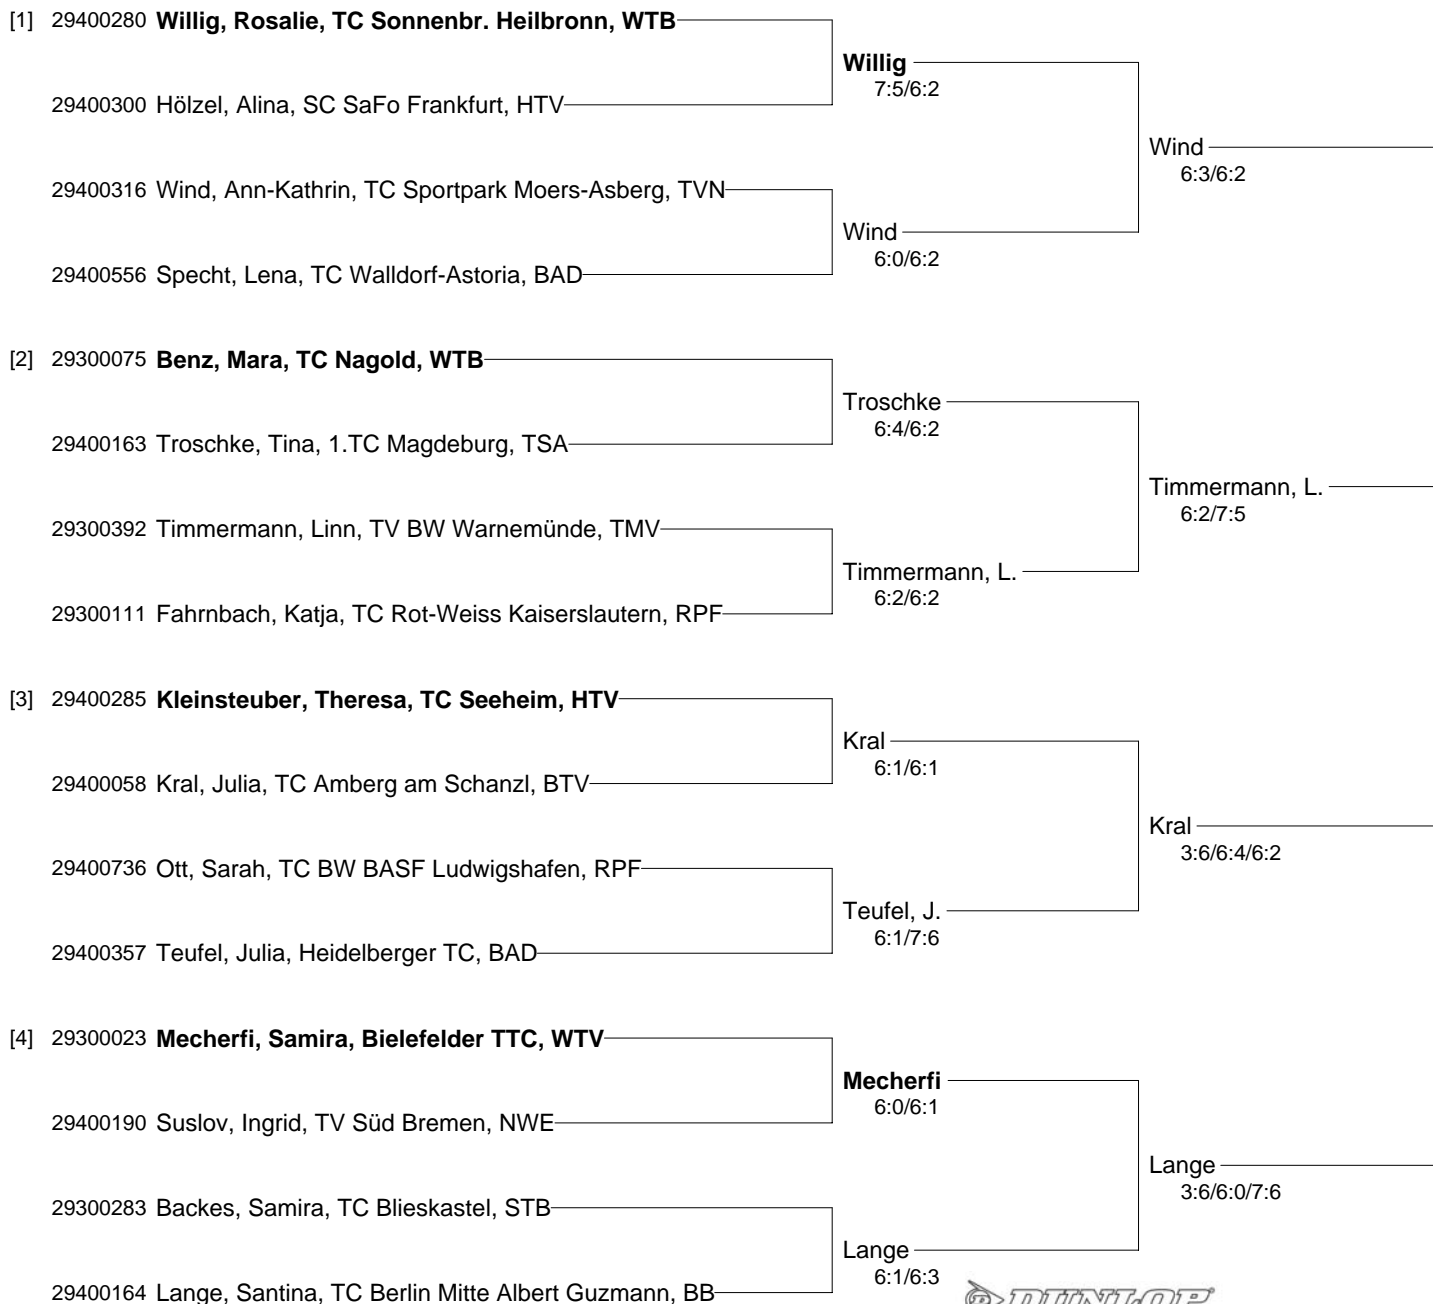 [1] 29400280 Willig, Rosalie, TC Sonnenbr. Heilbronn, WTB
Willig
7:5/6:2
29400300 Hölzel, Alina, SC SaFo Frankfurt, HTV
Wind
6:3/6:2
29400316 Wind, Ann-Kathrin, TC Sportpark Moers-Asberg, TVN
Wind
6:0/6:2
29400556 Specht, Lena, TC Walldorf-Astoria, BAD
[2] 29300075 Benz, Mara, TC Nagold, WTB
Troschke
6:4/6:2
29400163 Troschke, Tina, 1.TC Magdeburg, TSA
Timmermann, L.
6:2/7:5
29300392 Timmermann, Linn, TV BW Warnemünde, TMV
Timmermann, L.
6:2/6:2
29300111 Fahrnbach, Katja, TC Rot-Weiss Kaiserslautern, RPF
[3] 29400285 Kleinsteuber, Theresa, TC Seeheim, HTV
Kral
6:1/6:1
29400058 Kral, Julia, TC Amberg am Schanzl, BTV
Kral
3:6/6:4/6:2
29400736 Ott, Sarah, TC BW BASF Ludwigshafen, RPF
Teufel, J.
6:1/7:6
29400357 Teufel, Julia, Heidelberger TC, BAD
[4] 29300023 Mecherfi, Samira, Bielefelder TTC, WTV
Mecherfi
6:0/6:1
29400190 Suslov, Ingrid, TV Süd Bremen, NWE
Lange
3:6/6:0/7:6
29300283 Backes, Samira, TC Blieskastel, STB
Lange
6:1/6:3
29400164 Lange, Santina, TC Berlin Mitte Albert Guzmann, BB
DUNLOP